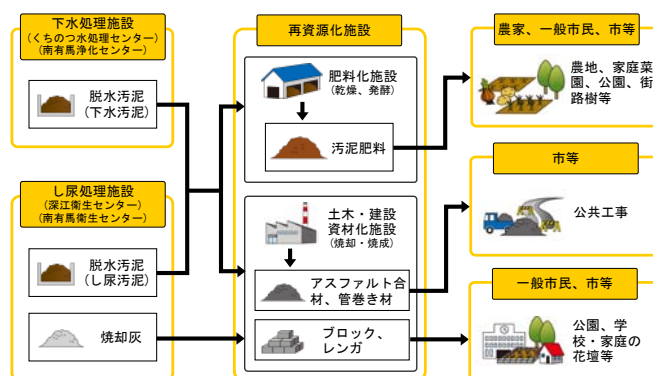 下水処理施設
(くちのつ水処理センター)
(南有馬浄化センター)
脱水汚泥
(下水汚泥)
し尿処理施設
(深江衛生センター)
(南有馬衛生センター)
脱水汚泥
(し尿汚泥)
焼却灰
再資源化施設
肥料化施設
(乾燥、発酵)
汚泥肥料
土木・建設
資材化施設
(焼却・焼成)
アスファルト合
材、管巻き材
ブロック、
レンガ
農家、一般市民、市等
農地、家庭菜
園、公園、街
路樹等
市等
公共工事
一般市民、市等
公園、学
校・家庭の
花壇等